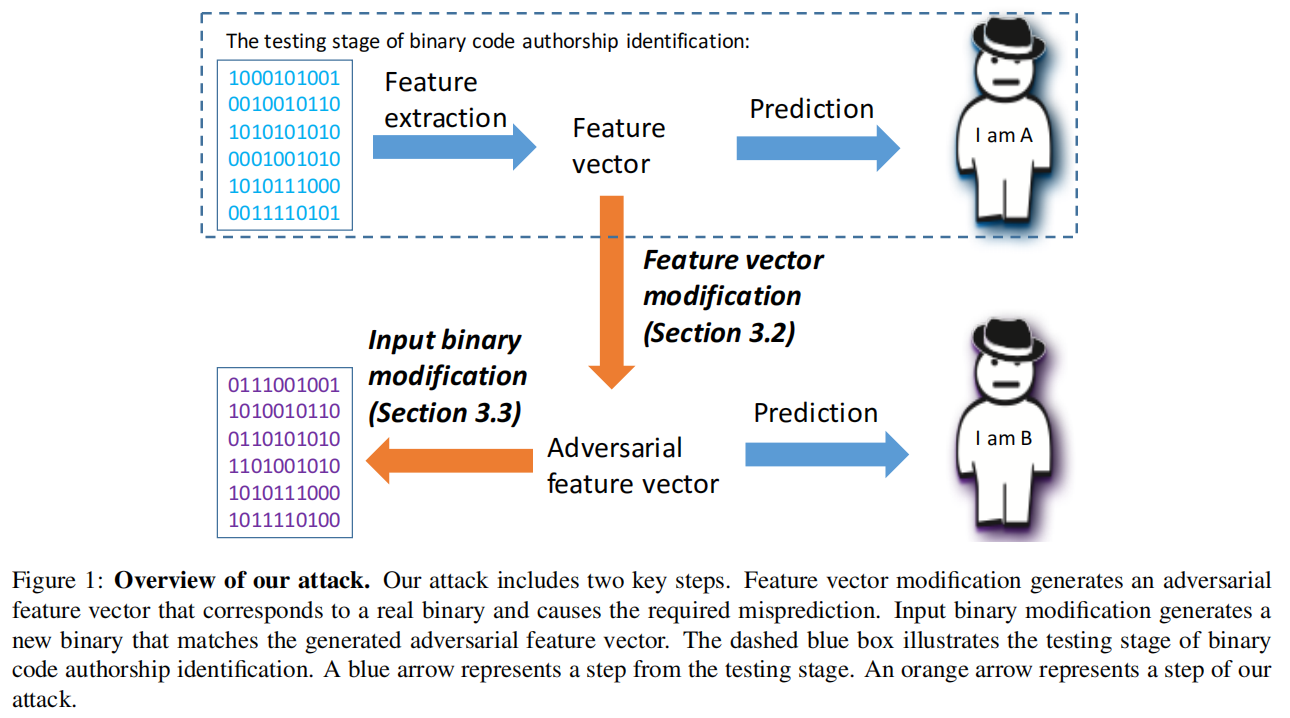 The testing stage of binary code authorship identification:
1000101001
0010010110
1010101010
0001001010
1010111000
0011110101
Feature
extraction
Feature
vector
Prediction
I am A
Feature vector
modification
(Section 3.2)
Input binary
modification
(Section 3.3)
0111001001
1010010110
0110101010
1101001010
1010111000
1011110100
Adversarial
feature vector
Prediction
I am B
Figure 1: Overview of our attack. Our attack includes two key steps. Feature vector modification generates an adversarial
feature vector that corresponds to a real binary and causes the required misprediction. Input binary modification generates a
new binary that matches the generated adversarial feature vector. The dashed blue box illustrates the testing stage of binary
code authorship identification. A blue arrow represents a step from the testing stage. An orange arrow represents a step of our
attack.